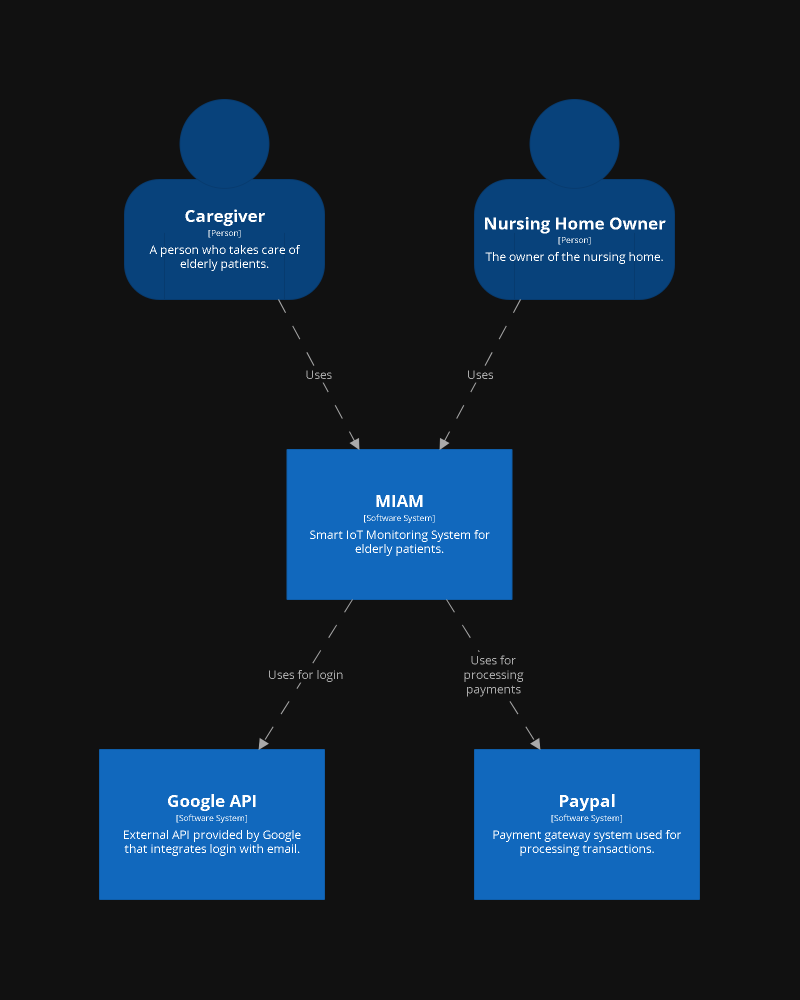 Caregiver
[Person]
A person who takes care of
elderly patients.
Nursing Home Owner
[Person]
The owner of the nursing home.
Uses
Uses
MIAM
[Software System]
Smart IoT Monitoring System for
elderly patients.
Uses for login
Uses for
processing
payments
Google API
[Software System]
External API provided by Google
that integrates login with email.
Paypal
[Software System]
Payment gateway system used for
processing transactions.